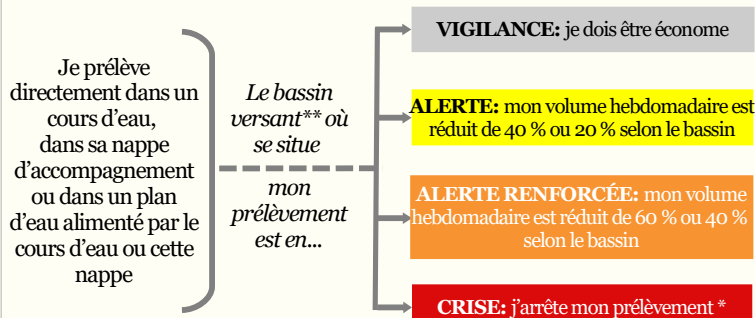 Je prélève
directement dans un
cours d’eau,
dans sa nappe
d’accompagnement
ou dans un plan
d’eau alimenté par le
cours d’eau ou cette
nappe
Le bassin
versant** où
se situe
mon
prélèvement
est en...
VIGILANCE: je dois être économe
ALERTE: mon volume hebdomadaire est
réduit de 40 % ou 20 % selon le bassin
ALERTE RENFORCÉE: mon volume
hebdomadaire est réduit de 60 % ou 40 %
selon le bassin
CRISE: j’arrête mon prélèvement *